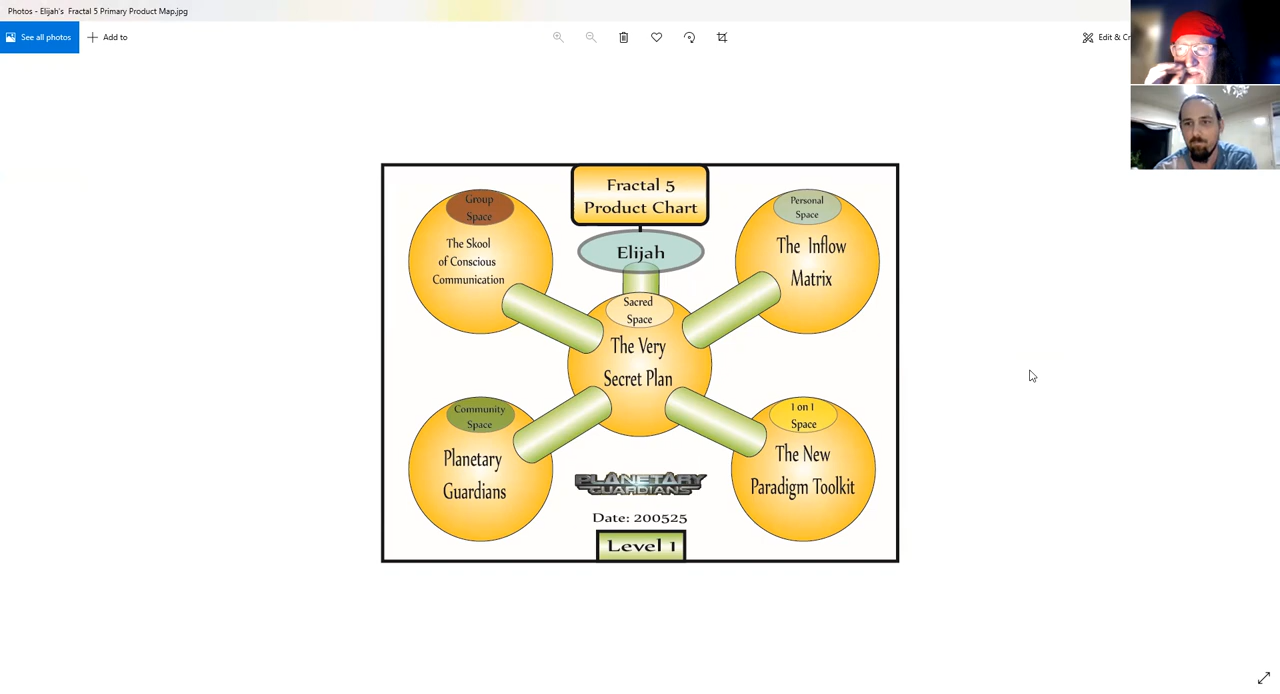 Photos - Elijah's Fractal 5 Primary Product Map.jpg
See all photos
Add to
Edit & Cr
Fractal 5
Product Chart
Elijah
Group
Space
The Skool
of Conscious
Communication
Personal
Space
The Inflow
Matrix
Sacred
Space
The Very
Secret Plan
Community
Space
Planetary
Guardians
1 on 1
Space
The New
Paradigm Toolkit
PLANETARY
GUARDIANS
Date: 200525
Level 1